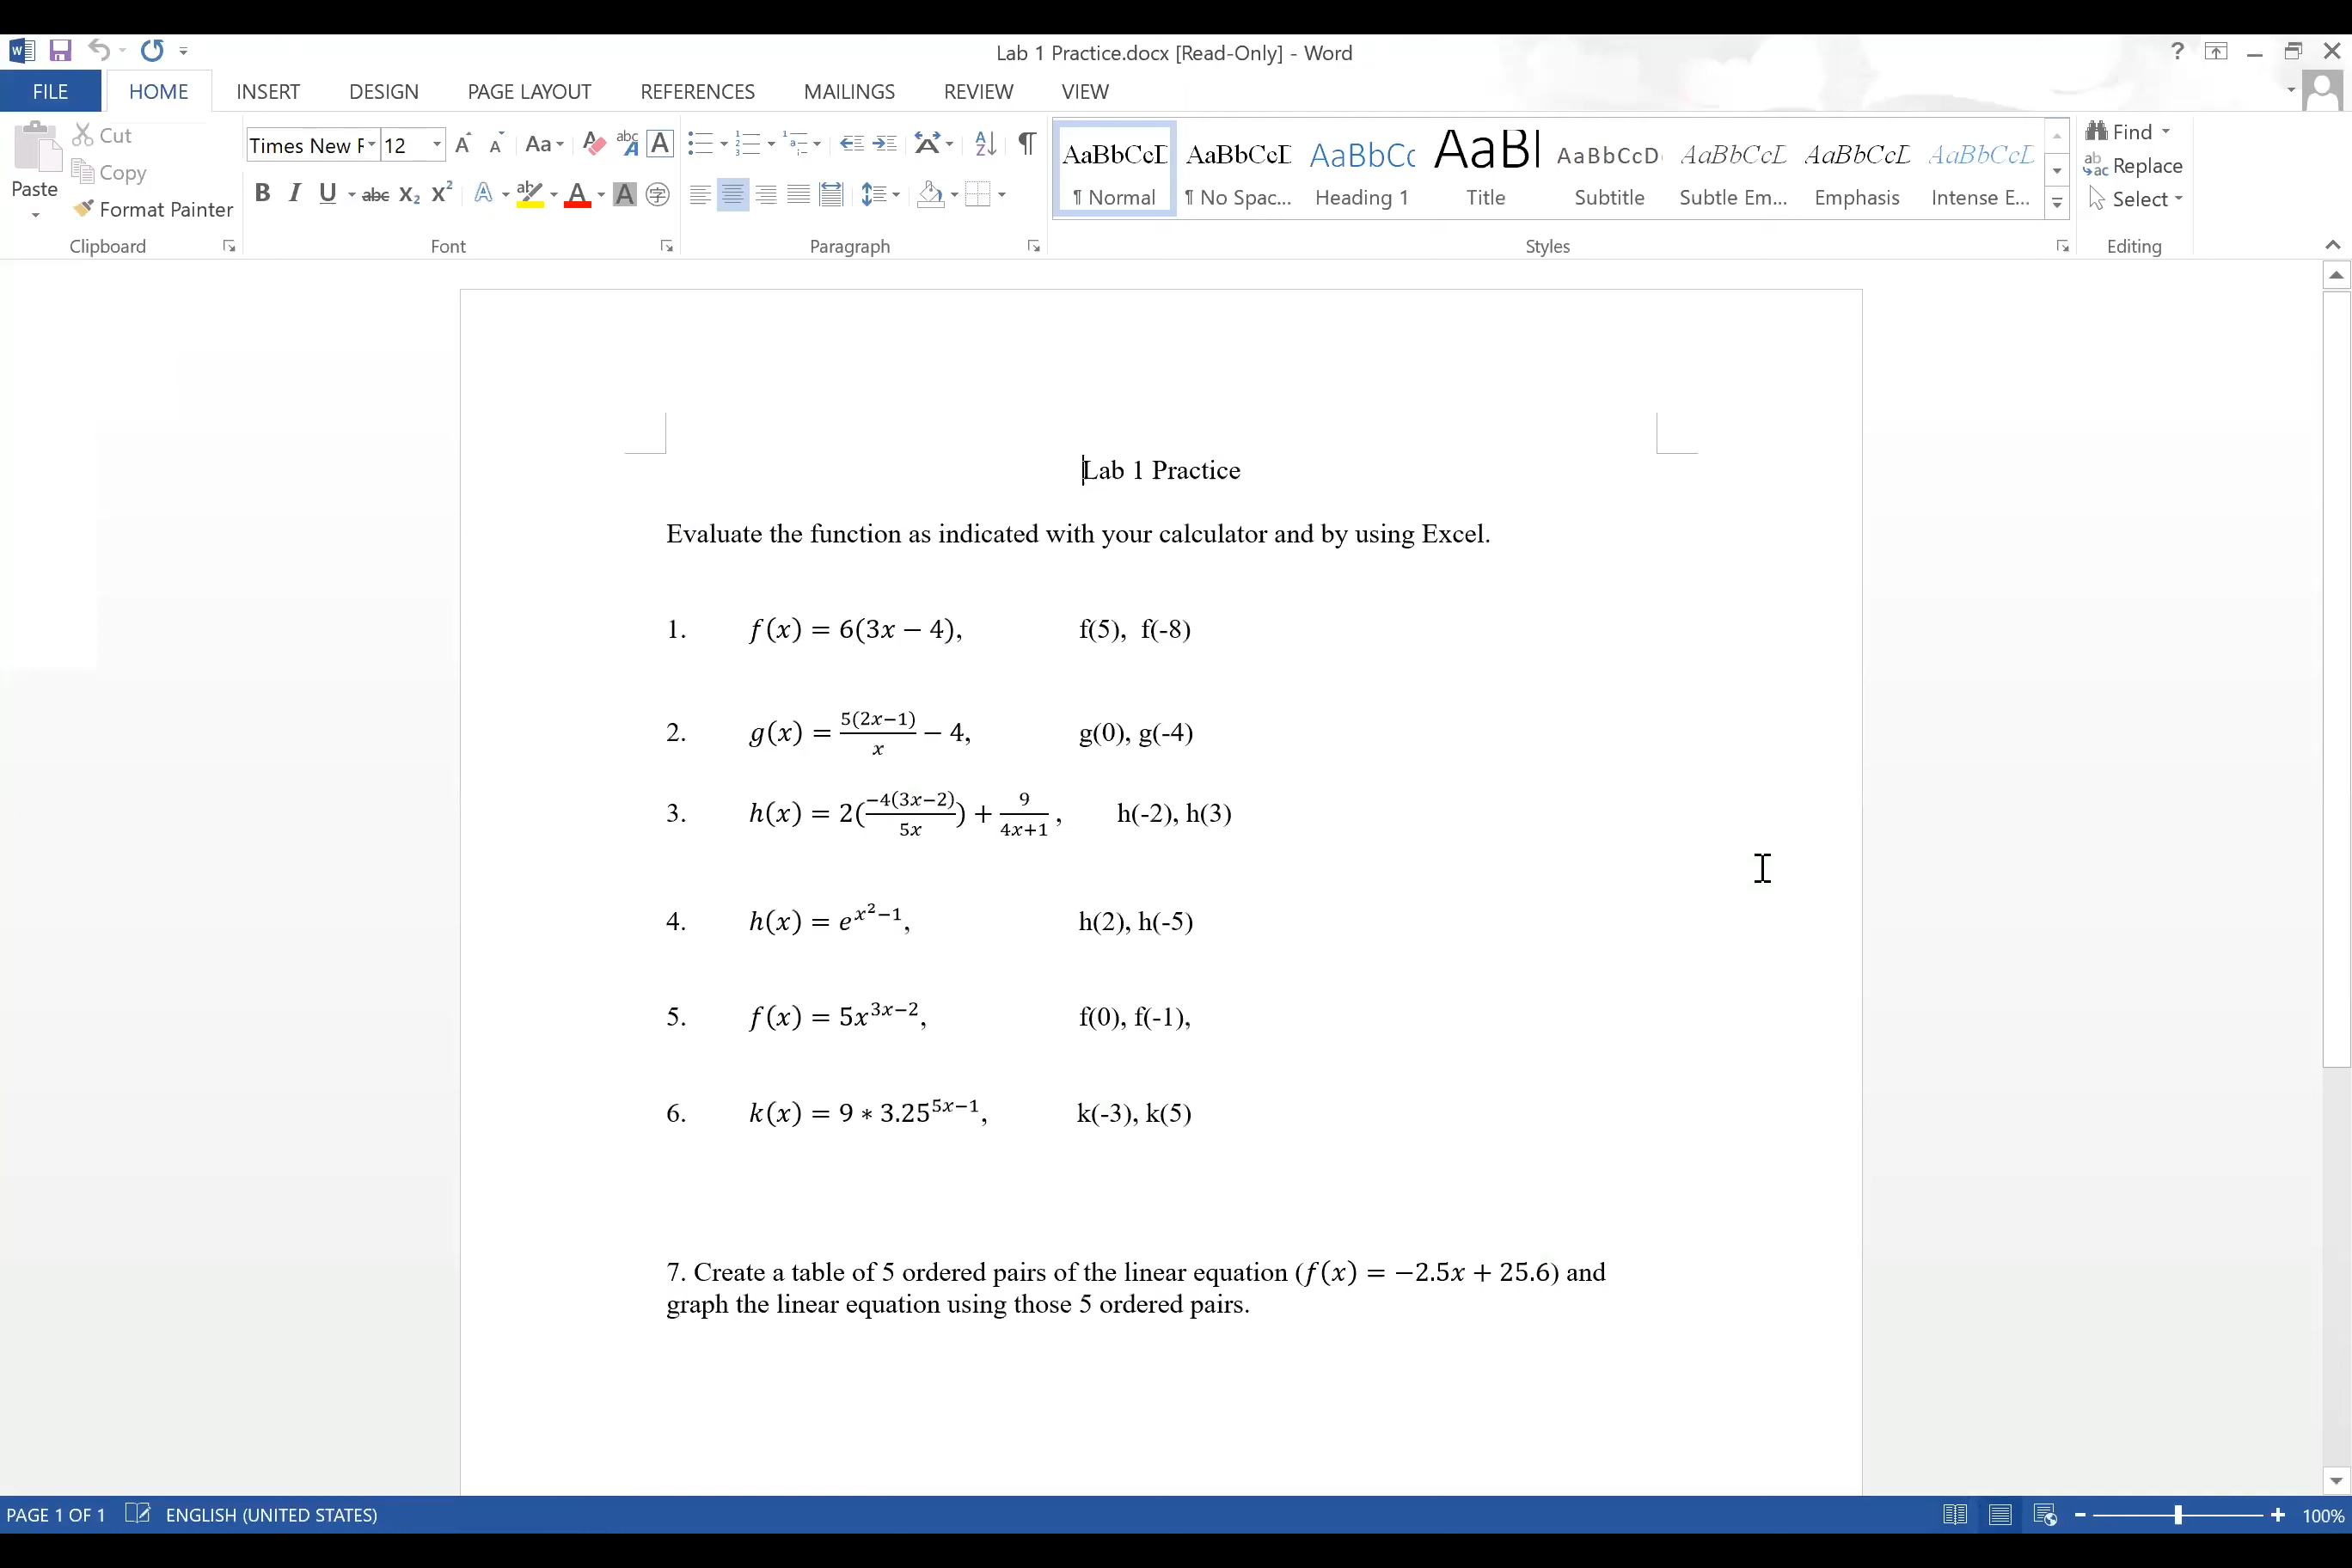 Lab 1 Practice.docx [Read-Only] - Word
?
FILE HOME INSERT DESIGN PAGE LAYOUT REFERENCES MAILINGS REVIEW VIEW
Paste
Cut
Copy
Format Painter
Clipboard
Times New F 12
Aa
B I U abc X₂ X²
Font
Paragraph
AaBbCcD AaBbCcD AaBbCc AaBl AaBbCcD AaBbCcD AaBbCcD AaBbCcD
¶ Normal ¶ No Spac... Heading 1 Title Subtitle Subtle Em... Emphasis Intense E...
Styles
Find
Replace
Select
Editing
Lab 1 Practice
Evaluate the function as indicated with your calculator and by using Excel.
1. f(x) = 6(3x − 4), f(5), f(-8)
2. g(x) = 5(2x−1)/x − 4, g(0), g(-4)
3. h(x) = 2(−4(3x−2)/5x) + 9/4x+1 , h(-2), h(3)
4. h(x) = e^(x²−1), h(2), h(-5)
5. f(x) = 5x^(3x−2), f(0), f(-1),
6. k(x) = 9 ∗ 3.25^(5x−1), k(-3), k(5)
7. Create a table of 5 ordered pairs of the linear equation (f(x) = −2.5x + 25.6) and
graph the linear equation using those 5 ordered pairs.
PAGE 1 OF 1 ENGLISH (UNITED STATES) 100%